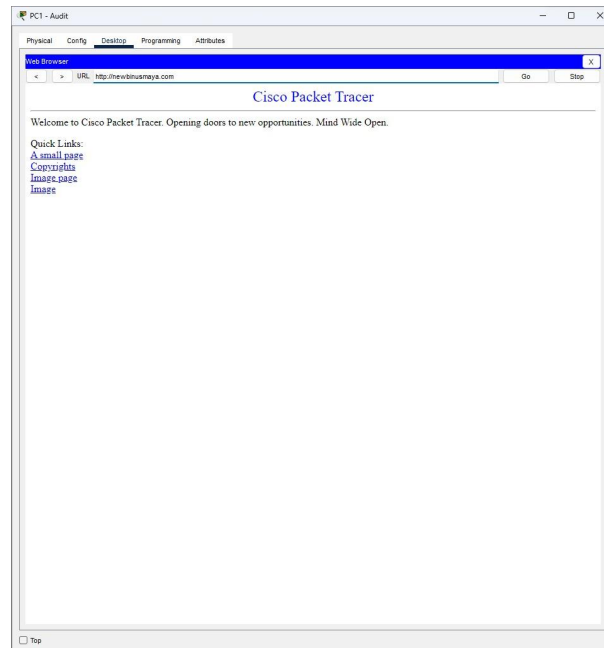 PC1 - Audit
Physical Config Desktop Programming Attributes
Web Browser X
< > URL http://newbinusmaya.com Go Stop
Cisco Packet Tracer
Welcome to Cisco Packet Tracer. Opening doors to new opportunities. Mind Wide Open.
Quick Links:
A small page
Copyrights
Image page
Image
Top